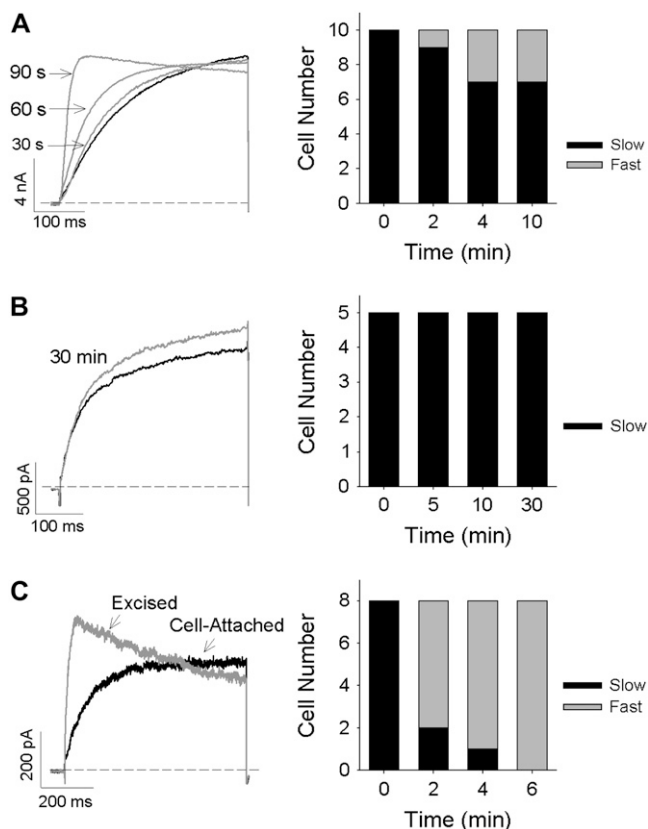 A
90 s
60 s
30 s
4 nA
100 ms
Cell Number
10
8
6
4
2
0
0 2 4 10
Time (min)
Slow
Fast
B
30 min
500 pA
100 ms
Cell Number
5
4
3
2
1
0
0 5 10 30
Time (min)
Slow
C
Excised
Cell-Attached
200 pA
200 ms
Cell Number
8
6
4
2
0
0 2 4 6
Time (min)
Slow
Fast